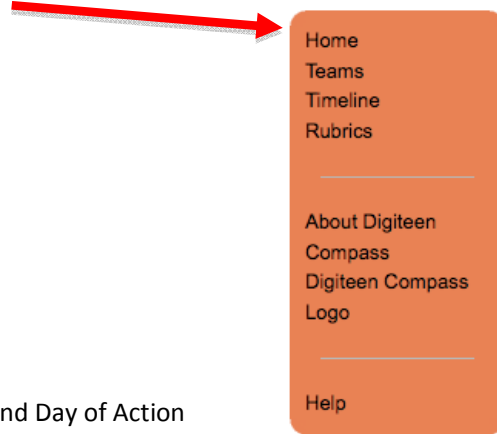 Home
Teams
Timeline
Rubrics
About Digiteen
Compass
Digiteen Compass
Logo
Help
nd Day of Action